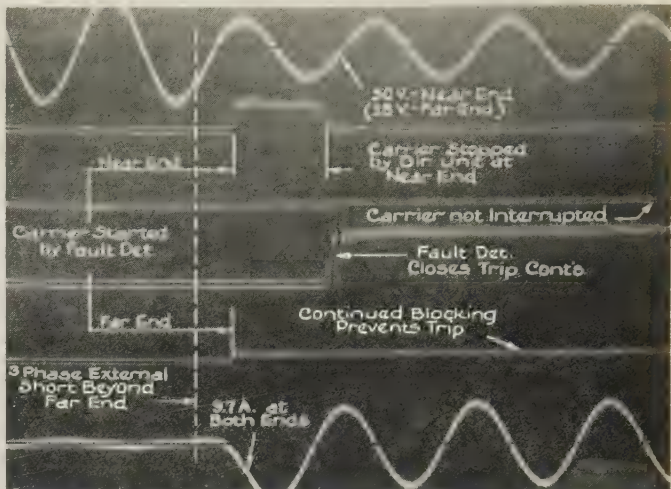 50 V.-Near End
(38 V.-Far End)
Near End
Carrier Stopped
by Dir. Unit at
Near End
Carrier not Interrupted
Carrier Started
by Fault Det.
Fault Det.
Closes Trip Conts.
Far End
Continued Blocking
Prevents Trip
3 Phase External
Short Beyond
Far End
9.7 A. at
Both Ends